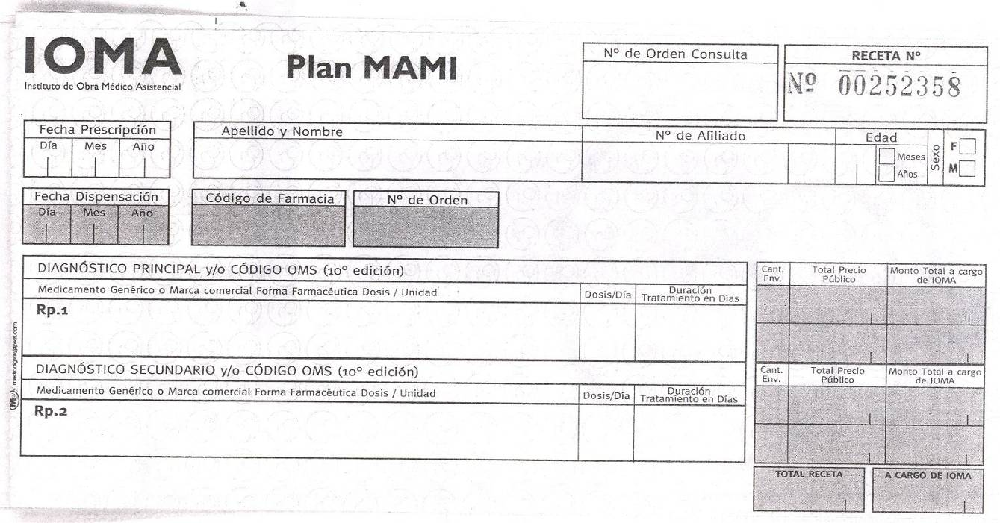 IOMA
Instituto de Obra Médico Asistencial
Plan MAMI
Nº de Orden Consulta
RECETA Nº
Nº 00252358
Fecha Prescripción
Día Mes Año
Apellido y Nombre
Nº de Afiliado
Edad
Meses
Años
Sexo
F
M
Fecha Dispensación
Día Mes Año
Código de Farmacia
Nº de Orden
DIAGNÓSTICO PRINCIPAL y/o CÓDIGO OMS (10º edición)
Medicamento Genérico o Marca comercial Forma Farmacéutica Dosis / Unidad
Dosis/Día
Duración
Tratamiento en Días
Rp.1
Cant.
Env.
Total Precio
Público
Monto Total a cargo
de IOMA
DIAGNÓSTICO SECUNDARIO y/o CÓDIGO OMS (10º edición)
Medicamento Genérico o Marca comercial Forma Farmacéutica Dosis / Unidad
Dosis/Día
Duración
Tratamiento en Días
Rp.2
Cant.
Env.
Total Precio
Público
Monto Total a cargo
de IOMA
TOTAL RECETA
A CARGO DE IOMA